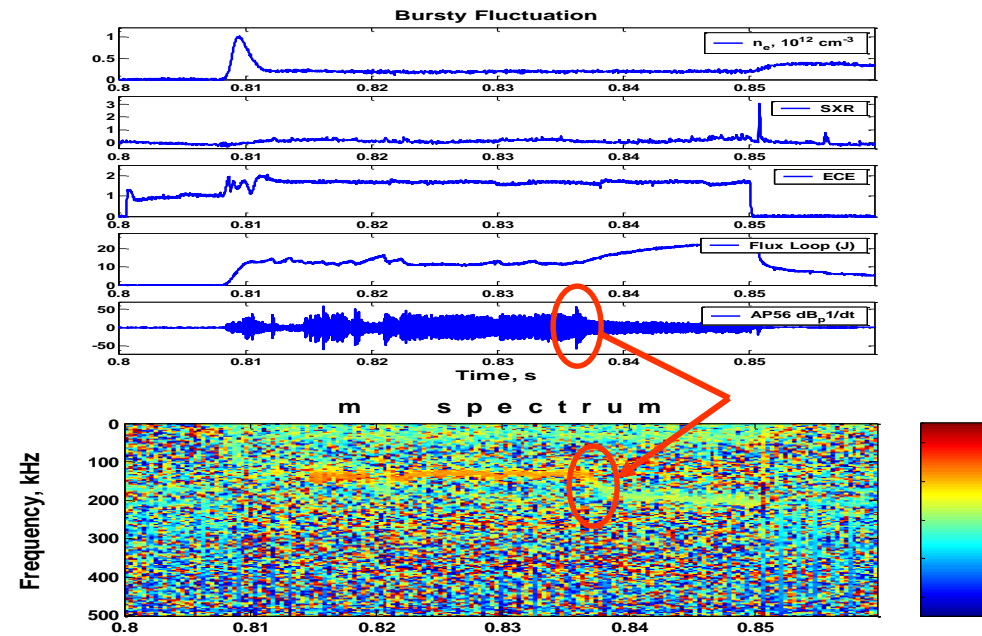 Bursty Fluctuation
1
0.5
0
nₑ, 10¹² cm⁻³
0.8 0.81 0.82 0.83 0.84 0.85
3
2
1
0
SXR
0.8 0.81 0.82 0.83 0.84 0.85
2
1
0
ECE
0.8 0.81 0.82 0.83 0.84 0.85
20
10
0
Flux Loop (J)
0.8 0.81 0.82 0.83 0.84 0.85
50
0
-50
AP56 dBₚ1/dt
0.8 0.81 0.82 0.83 0.84 0.85
Time, s
m spectrum
Frequency, kHz
0
100
200
300
400
500
0.8 0.81 0.82 0.83 0.84 0.85